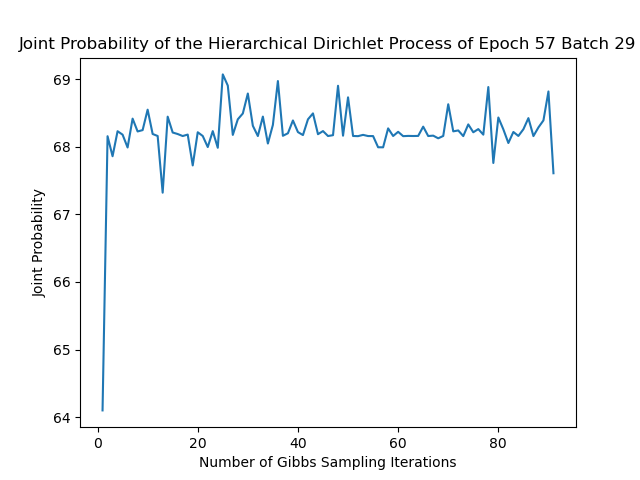 Joint Probability of the Hierarchical Dirichlet Process of Epoch 57 Batch 29
69
68
67
66
65
64
Joint Probability
0 20 40 60 80
Number of Gibbs Sampling Iterations